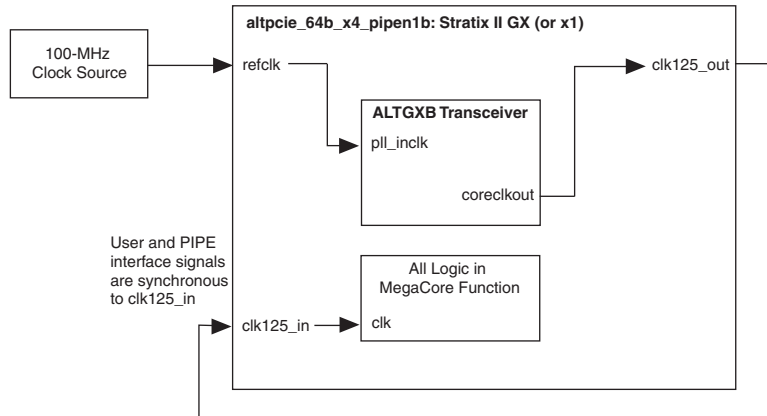 altpcie_64b_x4_pipen1b: Stratix II GX (or x1)
100-MHz
Clock Source
refclk
clk125_out
ALTGXB Transceiver
pll_inclk
coreclkout
User and PIPE
interface signals
are synchronous
to clk125_in
All Logic in
MegaCore Function
clk125_in
clk